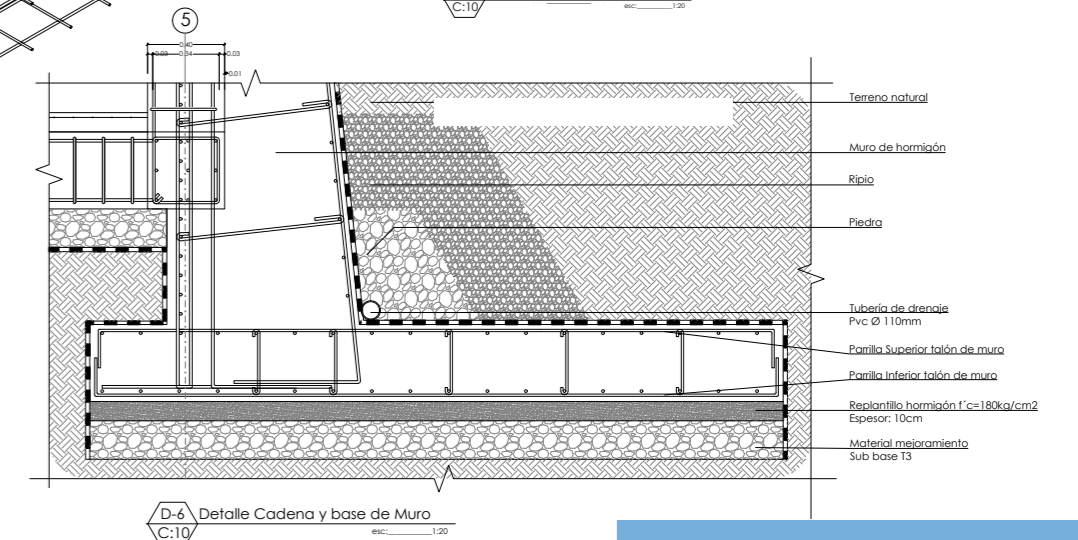 C:10
esc:________1:20
5
0.40
0.03 0.34 0.03
0.01
Terreno natural
Muro de hormigón
Ripio
Piedra
Tubería de drenaje
Pvc Ø 110mm
Parrilla Superior talón de muro
Parrilla Inferior talón de muro
Replantillo hormigón f´c=180kg/cm2
Espesor: 10cm
Material mejoramiento
Sub base T3
D-6 Detalle Cadena y base de Muro
C:10 esc:________1:20